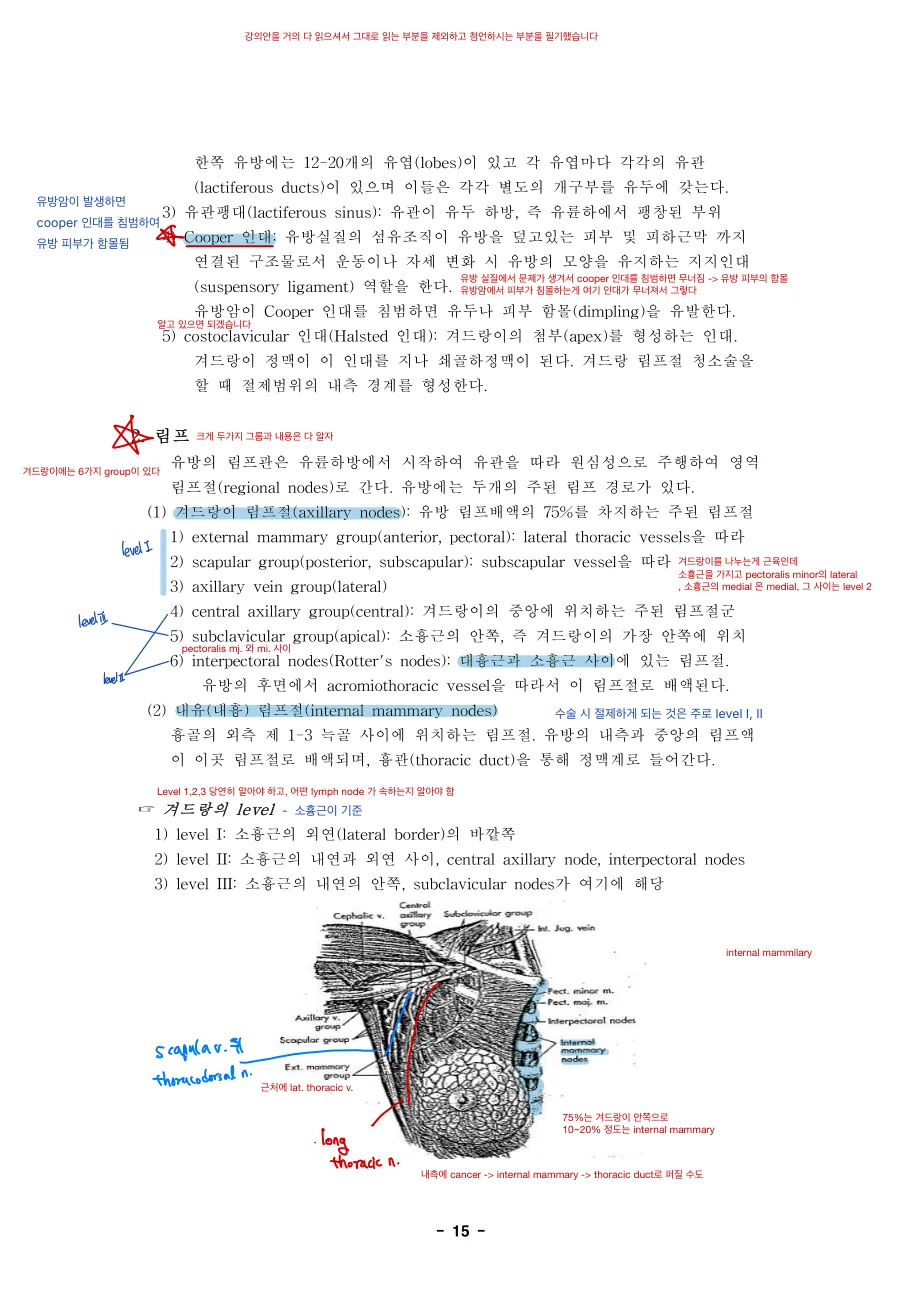 강의안을 거의 다 읽으셔서 그대로 읽는 부분을 제외하고 첨언하시는 부분을 필기했습니다
한쪽 유방에는 12-20개의 유엽(lobes)이 있고 각 유엽마다 각각의 유관
(lactiferous ducts)이 있으며 이들은 각각 별도의 개구부를 유두에 갖는다.
유방암이 발생하면
cooper 인대를 침범하여
유방 피부가 함몰됨
3) 유관팽대(lactiferous sinus): 유관이 유두 하방, 즉 유륜하에서 팽창된 부위
Cooper 인대: 유방실질의 섬유조직이 유방을 덮고있는 피부 및 피하근막 까지
연결된 구조물로서 운동이나 자세 변화 시 유방의 모양을 유지하는 지지인대
(suspensory ligament) 역할을 한다.
유방 실질에서 문제가 생겨서 cooper 인대를 침범하면 무너짐 -> 유방 피부의 함몰
유방암에서 피부가 침몰하는게 여기 인대가 무너져서 그렇다
유방암이 Cooper 인대를 침범하면 유두나 피부 함몰(dimpling)을 유발한다.
알고 있으면 되겠습니다
5) costoclavicular 인대(Halsted 인대): 겨드랑이의 첨부(apex)를 형성하는 인대.
겨드랑이 정맥이 이 인대를 지나 쇄골하정맥이 된다. 겨드랑 림프절 청소술을
할 때 절제범위의 내측 경계를 형성한다.
2. 림프 크게 두가지 그룹과 내용은 다 알자
겨드랑이에는 6가지 group이 있다
유방의 림프관은 유륜하방에서 시작하여 유관을 따라 원심성으로 주행하여 영역
림프절(regional nodes)로 간다. 유방에는 두개의 주된 림프 경로가 있다.
(1) 겨드랑이 림프절(axillary nodes): 유방 림프배액의 75%를 차지하는 주된 림프절
level I
1) external mammary group(anterior, pectoral): lateral thoracic vessels을 따라
2) scapular group(posterior, subscapular): subscapular vessel을 따라
겨드랑이를 나누는게 근육인데
소흉근을 가지고 pectoralis minor의 lateral
, 소흉근의 medial 은 medial, 그 사이는 level 2
3) axillary vein group(lateral)
4) central axillary group(central): 겨드랑이의 중앙에 위치하는 주된 림프절군
level III
5) subclavicular group(apical): 소흉근의 안쪽, 즉 겨드랑이의 가장 안쪽에 위치
pectoralis mj. 와 mi. 사이
level II
6) interpectoral nodes(Rotter's nodes): 대흉근과 소흉근 사이에 있는 림프절.
유방의 후면에서 acromiothoracic vessel을 따라서 이 림프절로 배액된다.
(2) 내유(내흉) 림프절(internal mammary nodes)
수술 시 절제하게 되는 것은 주로 level I, II
흉골의 외측 제 1-3 늑골 사이에 위치하는 림프절. 유방의 내측과 중앙의 림프액
이 이곳 림프절로 배액되며, 흉관(thoracic duct)을 통해 정맥계로 들어간다.
Level 1,2,3 당연히 알아야 하고, 어떤 lymph node 가 속하는지 알아야 함
☞ 겨드랑의 level - 소흉근이 기준
1) level I: 소흉근의 외연(lateral border)의 바깥쪽
2) level II: 소흉근의 내연과 외연 사이, central axillary node, interpectoral nodes
3) level III: 소흉근의 내연의 안쪽, subclavicular nodes가 여기에 해당
Cephalic v.
Central
axillary
group
Subclavicular group
Int. Jug. vein
internal mammilary
Pect. minor m.
Pect. maj. m.
Interpectoral nodes
Internal
mammary
nodes
Axillary v.
group
Scapular group
Ext. mammary
group
근처에 lat. thoracic v.
scapula v. 및
thoracodorsal n.
long
thoracic n.
75%는 겨드랑이 안쪽으로
10~20% 정도는 internal mammary
내측에 cancer -> internal mammary -> thoracic duct로 퍼질 수도
- 15 -